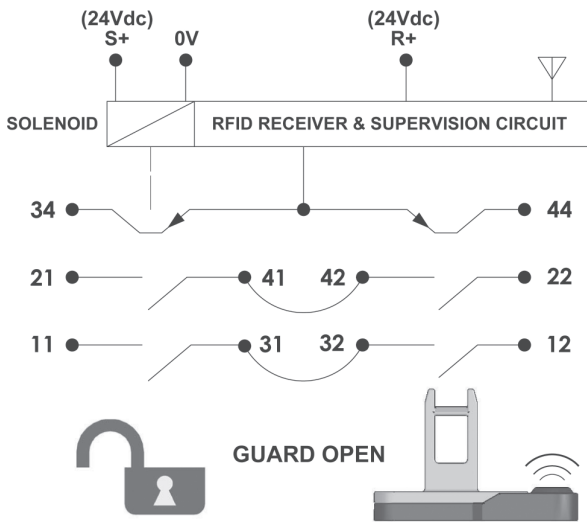 (24Vdc) (24Vdc)
S+ 0V R+
SOLENOID RFID RECEIVER & SUPERVISION CIRCUIT
34 44
21 41 42 22
11 31 32 12
GUARD OPEN